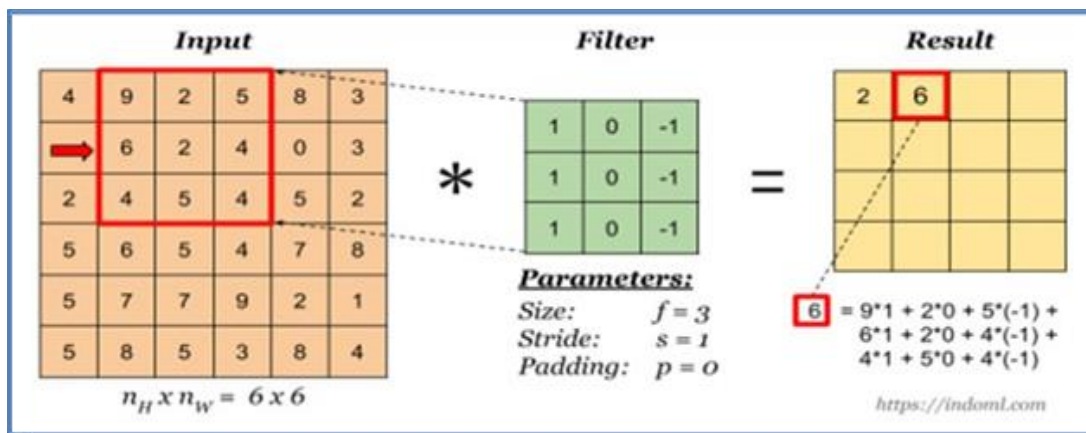 Input Filter Result
4 9 2 5 8 3
6 2 4 0 3
2 4 5 4 5 2
5 6 5 4 7 8
5 7 7 9 2 1
5 8 5 3 8 4
n_H x n_W = 6 x 6
*
1 0 -1
1 0 -1
1 0 -1
Parameters:
Size: f = 3
Stride: s = 1
Padding: p = 0
=
2 6
6 = 9*1 + 2*0 + 5*(-1) +
6*1 + 2*0 + 4*(-1) +
4*1 + 5*0 + 4*(-1)
https://indoml.com